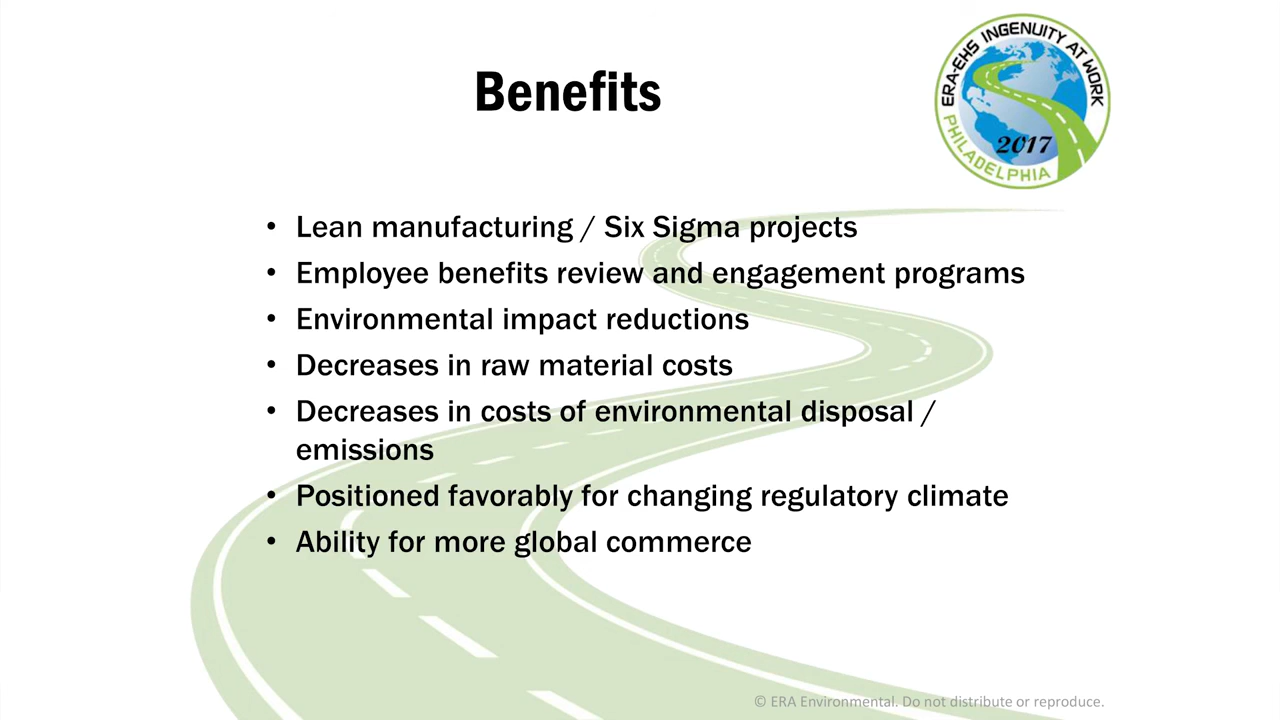 Benefits
ERA-EHS INGENUITY AT WORK
PHILADELPHIA
2017
• Lean manufacturing / Six Sigma projects
• Employee benefits review and engagement programs
• Environmental impact reductions
• Decreases in raw material costs
• Decreases in costs of environmental disposal /
emissions
• Positioned favorably for changing regulatory climate
• Ability for more global commerce
© ERA Environmental. Do not distribute or reproduce.